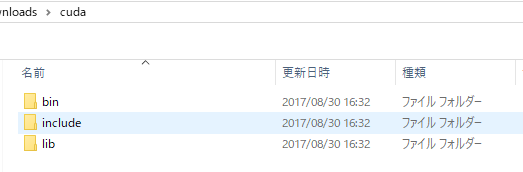 wnloads › cuda
名前 更新日時 種類
bin 2017/08/30 16:32 ファイル フォルダー
include 2017/08/30 16:32 ファイル フォルダー
lib 2017/08/30 16:32 ファイル フォルダー